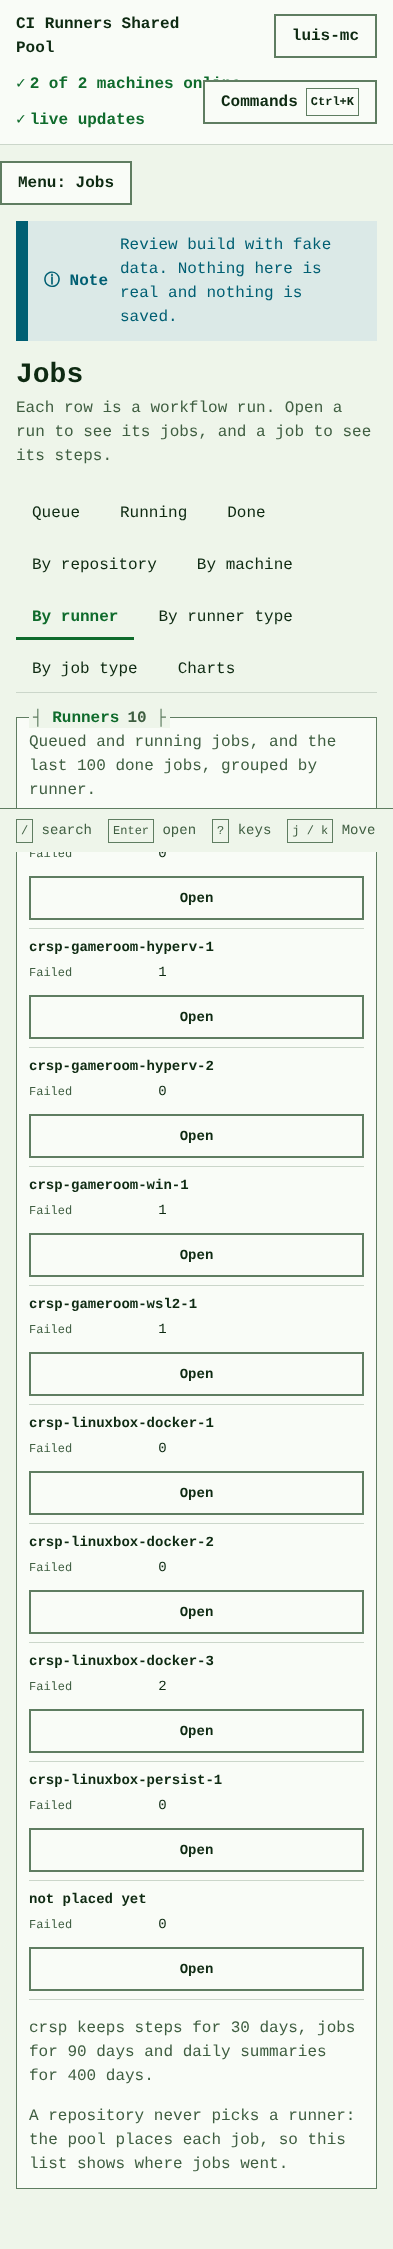 CI Runners Shared
Pool
luis-mc
✓ 2 of 2 machines online
Commands Ctrl+K
✓ live updates
Menu: Jobs
ⓘ Note
Review build with fake
data. Nothing here is
real and nothing is
saved.
Jobs
Each row is a workflow run. Open a
run to see its jobs, and a job to see
its steps.
Queue Running Done
By repository By machine
By runner By runner type
By job type Charts
Runners 10
Queued and running jobs, and the
last 100 done jobs, grouped by
runner.
/ search Enter open ? keys j / k Move
Failed 0
Open
crsp-gameroom-hyperv-1
Failed 1
Open
crsp-gameroom-hyperv-2
Failed 0
Open
crsp-gameroom-win-1
Failed 1
Open
crsp-gameroom-wsl2-1
Failed 1
Open
crsp-linuxbox-docker-1
Failed 0
Open
crsp-linuxbox-docker-2
Failed 0
Open
crsp-linuxbox-docker-3
Failed 2
Open
crsp-linuxbox-persist-1
Failed 0
Open
not placed yet
Failed 0
Open
crsp keeps steps for 30 days, jobs
for 90 days and daily summaries
for 400 days.
A repository never picks a runner:
the pool places each job, so this
list shows where jobs went.